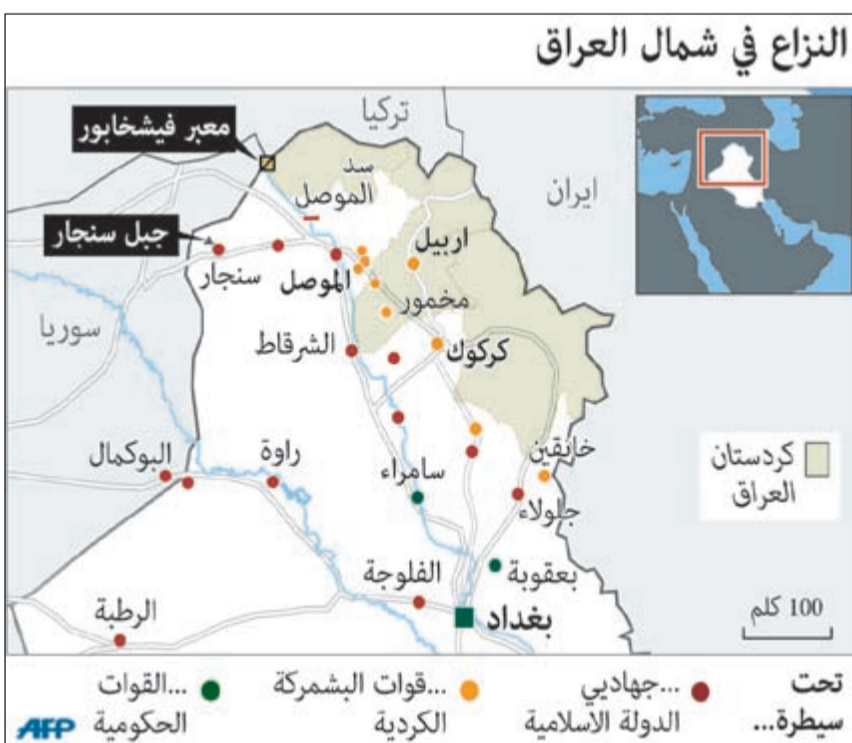 النزاع في شمال العراق
تركيا
معبر فيشخابور
سد
الموصل
ايران
جبل سنجار
اربيل
سنجار
الموصل
مخمور
سوريا
الشرقاط
كركوك
خانقين
كردستان
العراق
البوكمال
راوة
سامراء
جلولاء
بعقوبة
الفلوجة
بغداد
الرطبة
100 كلم
تحت
سيطرة...
...جهاديي
الدولة الاسلامية
...قوات البشمركة
الكردية
...القوات
الحكومية
AFP